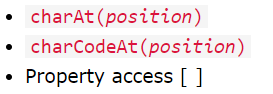 charAt(position)
charCodeAt(position)
Property access [ ]